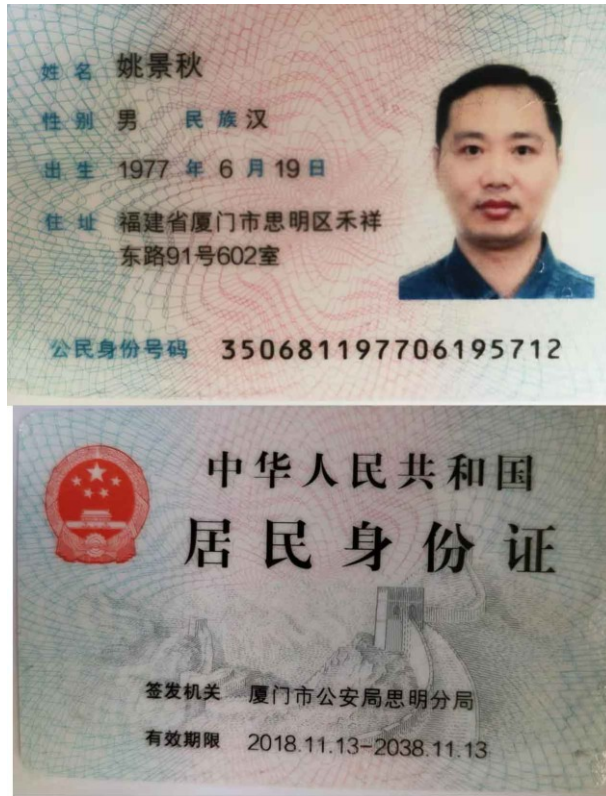 姓名 姚景秋
性别 男 民族 汉
出生 1977 年 6 月 19 日
住址 福建省厦门市思明区禾祥
东路91号602室
公民身份号码 350681197706195712
中华人民共和国
居民身份证
签发机关 厦门市公安局思明分局
有效期限 2018.11.13-2038.11.13